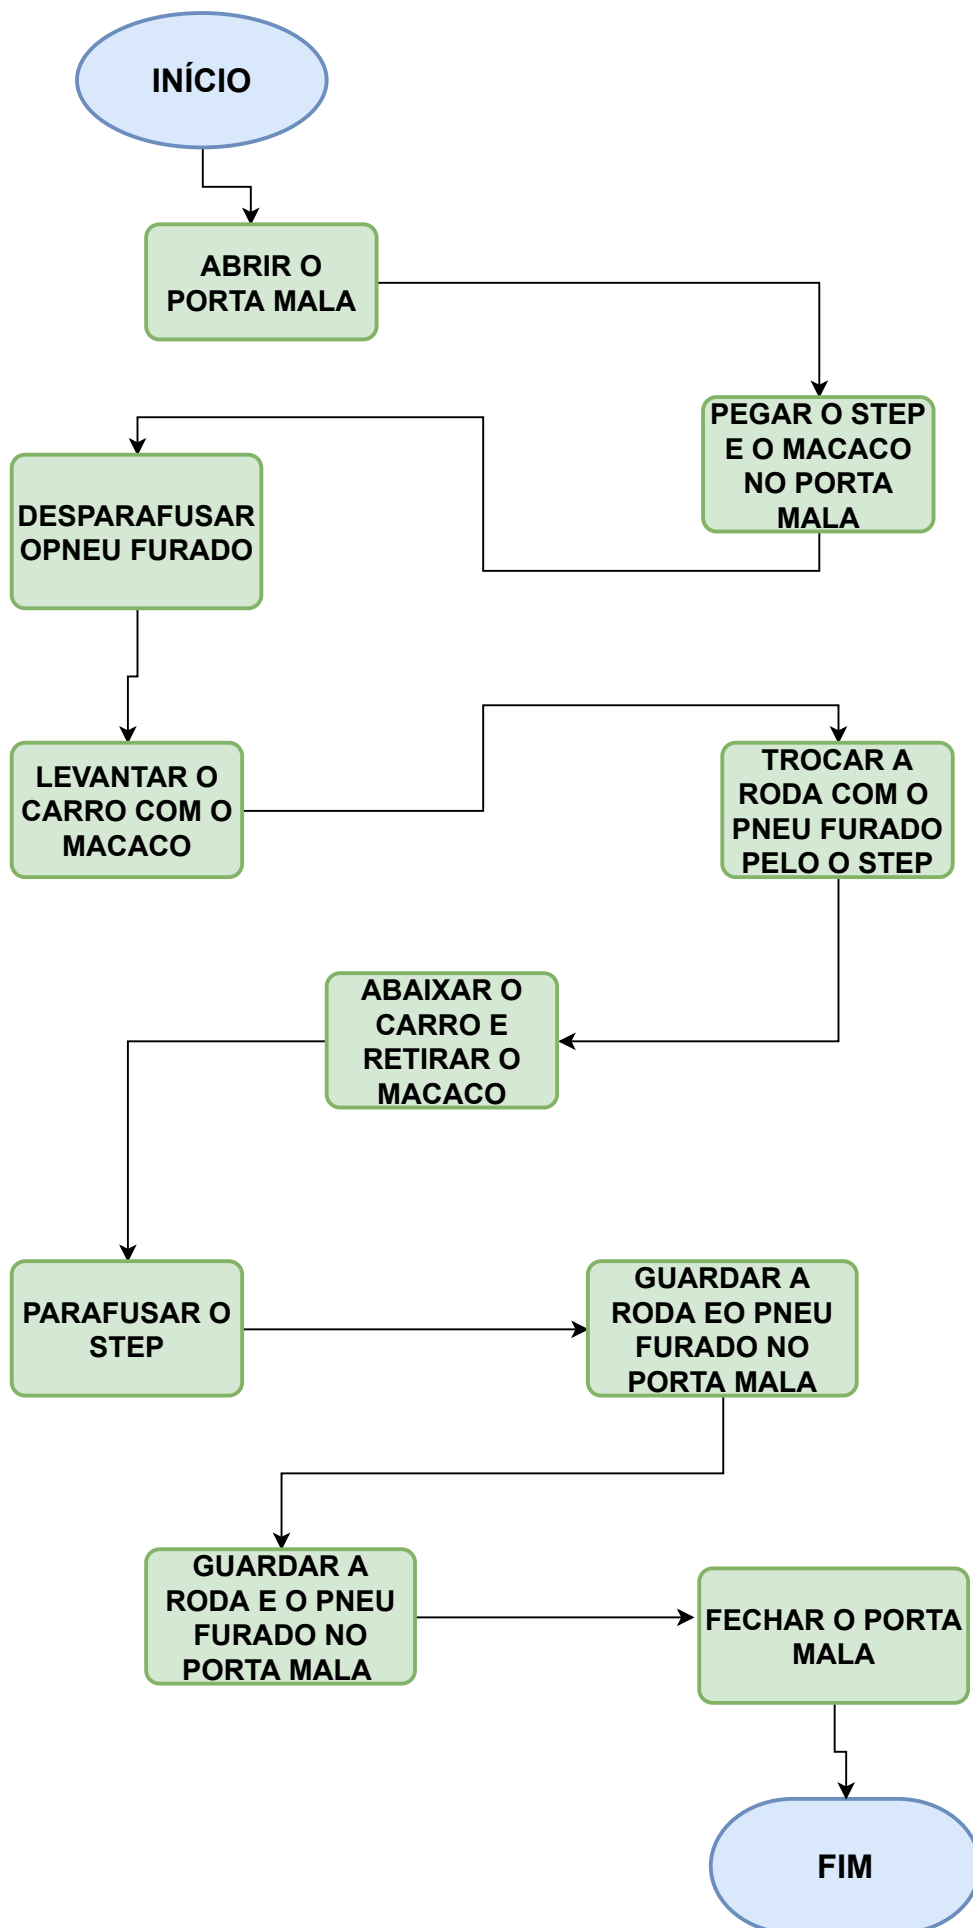 INÍCIO
ABRIR O
PORTA MALA
PEGAR O STEP
E O MACACO
NO PORTA
MALA
DESPARAFUSAR
OPNEU FURADO
LEVANTAR O
CARRO COM O
MACACO
TROCAR A
RODA COM O
PNEU FURADO
PELO O STEP
ABAIXAR O
CARRO E
RETIRAR O
MACACO
PARAFUSAR O
STEP
GUARDAR A
RODA EO PNEU
FURADO NO
PORTA MALA
GUARDAR A
RODA E O PNEU
FURADO NO
PORTA MALA
FECHAR O PORTA
MALA
FIM